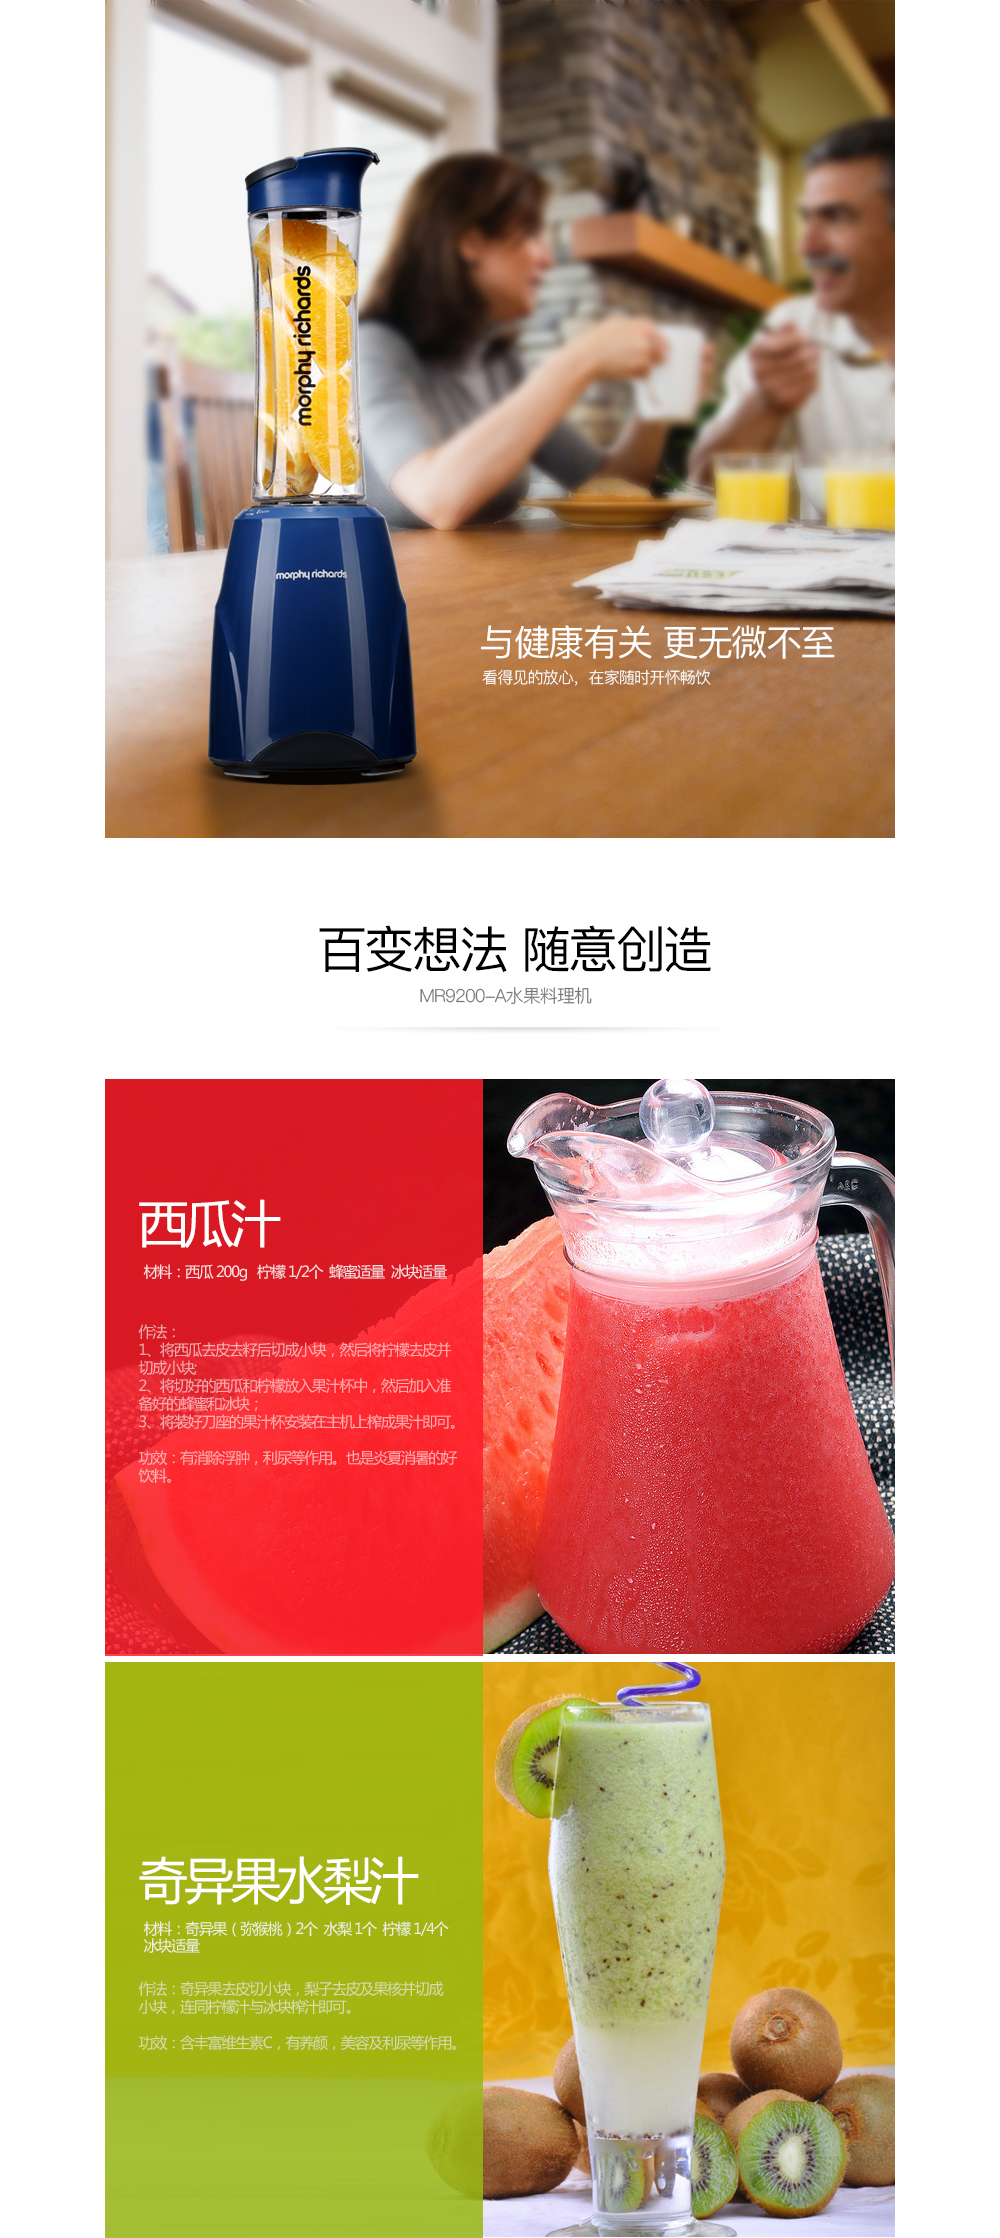 morphy richards
morphy richards
与健康有关 更无微不至
看得见的放心，在家随时开怀畅饮
百变想法 随意创造
MR9200-A水果料理机
西瓜汁
材料：西瓜 200g 柠檬 1/2个 蜂蜜适量 冰块适量
作法：
1、将西瓜去皮去籽后切成小块，然后将柠檬去皮并
切成小块;
2、将切好的西瓜和柠檬放入果汁杯中，然后加入准
备好的蜂蜜和冰块；
3、将装好刀座的果汁杯安装在主机上榨成果汁即可。
功效：有消除浮肿，利尿等作用。也是炎夏消暑的好
饮料。
奇异果水梨汁
材料：奇异果（弥猴桃）2个 水梨 1个 柠檬 1/4个
冰块适量
作法：奇异果去皮切小块，梨子去皮及果核并切成
小块，连同柠檬汁与冰块榨汁即可。
功效：含丰富维生素C，有养颜，美容及利尿等作用。